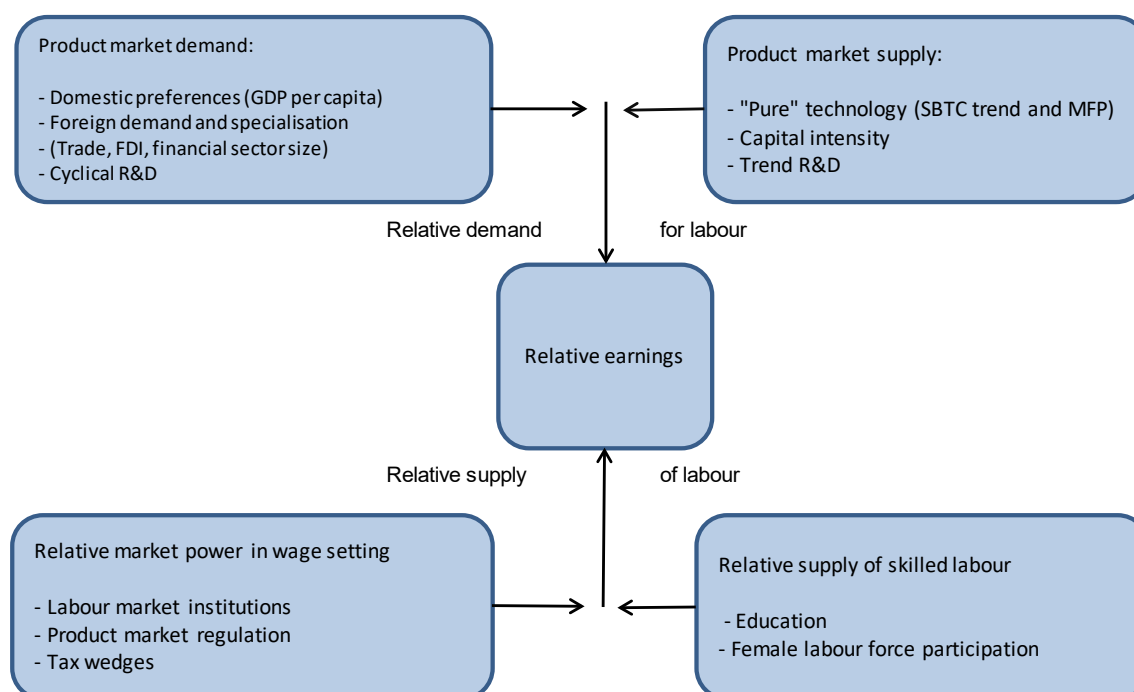 Product market demand:
- Domestic preferences (GDP per capita)
- Foreign demand and specialisation
- (Trade, FDI, financial sector size)
- Cyclical R&D
Product market supply:
- "Pure" technology (SBTC trend and MFP)
- Capital intensity
- Trend R&D
Relative demand for labour
Relative earnings
Relative supply of labour
Relative market power in wage setting
- Labour market institutions
- Product market regulation
- Tax wedges
Relative supply of skilled labour
- Education
- Female labour force participation